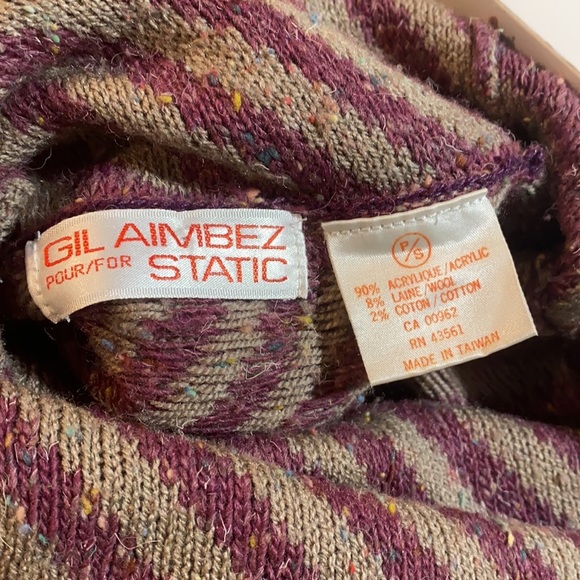 GIL AIMBEZ
POUR/FOR STATIC
P/S
90% ACRYLIQUE/ACRYLIC
8% LAINE/WOOL
2% COTON/COTTON
CA 00962
RN 43561
MADE IN TAIWAN